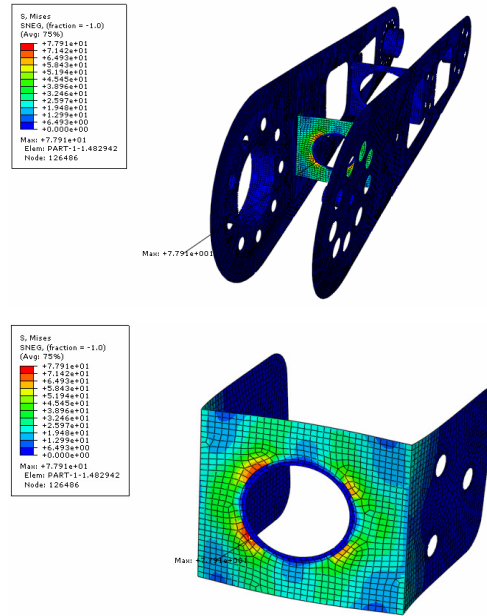 S, Mises
SNEG, (fraction = -1.0)
(Avg: 75%)
+7.791e+01
+7.142e+01
+6.493e+01
+5.843e+01
+5.194e+01
+4.545e+01
+3.896e+01
+3.246e+01
+2.597e+01
+1.948e+01
+1.299e+01
+6.493e+00
+0.000e+00
Max: +7.791e+01
Elem: PART-1-1.482942
Node: 126486
Max: +7.791e+001
S, Mises
SNEG, (fraction = -1.0)
(Avg: 75%)
+7.791e+01
+7.142e+01
+6.493e+01
+5.843e+01
+5.194e+01
+4.545e+01
+3.896e+01
+3.246e+01
+2.597e+01
+1.948e+01
+1.299e+01
+6.493e+00
+0.000e+00
Max: +7.791e+01
Elem: PART-1-1.482942
Node: 126486
Max: +7.791e+001